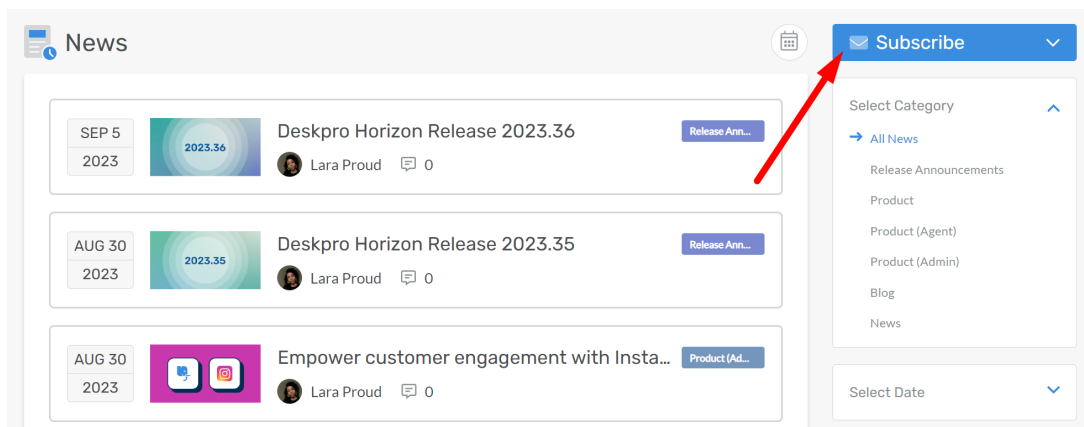 News
Subscribe
SEP 5
2023
2023.36
Deskpro Horizon Release 2023.36
Lara Proud
0
Release Ann...
AUG 30
2023
2023.35
Deskpro Horizon Release 2023.35
Lara Proud
0
Release Ann...
AUG 30
2023
Empower customer engagement with Insta...
Lara Proud
0
Product (Ad...
Select Category
All News
Release Announcements
Product
Product (Agent)
Product (Admin)
Blog
News
Select Date